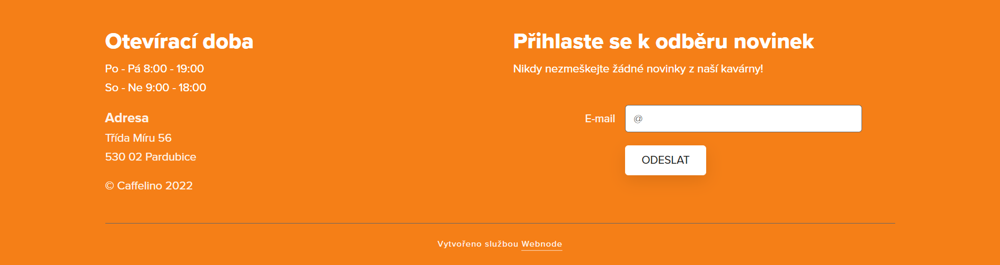 Otevírací doba
Po - Pá 8:00 - 19:00
So - Ne 9:00 - 18:00
Adresa
Třída Míru 56
530 02 Pardubice
© Caffelino 2022
Přihlaste se k odběru novinek
Nikdy nezmeškejte žádné novinky z naší kavárny!
E-mail @
ODESLAT
Vytvořeno službou Webnode